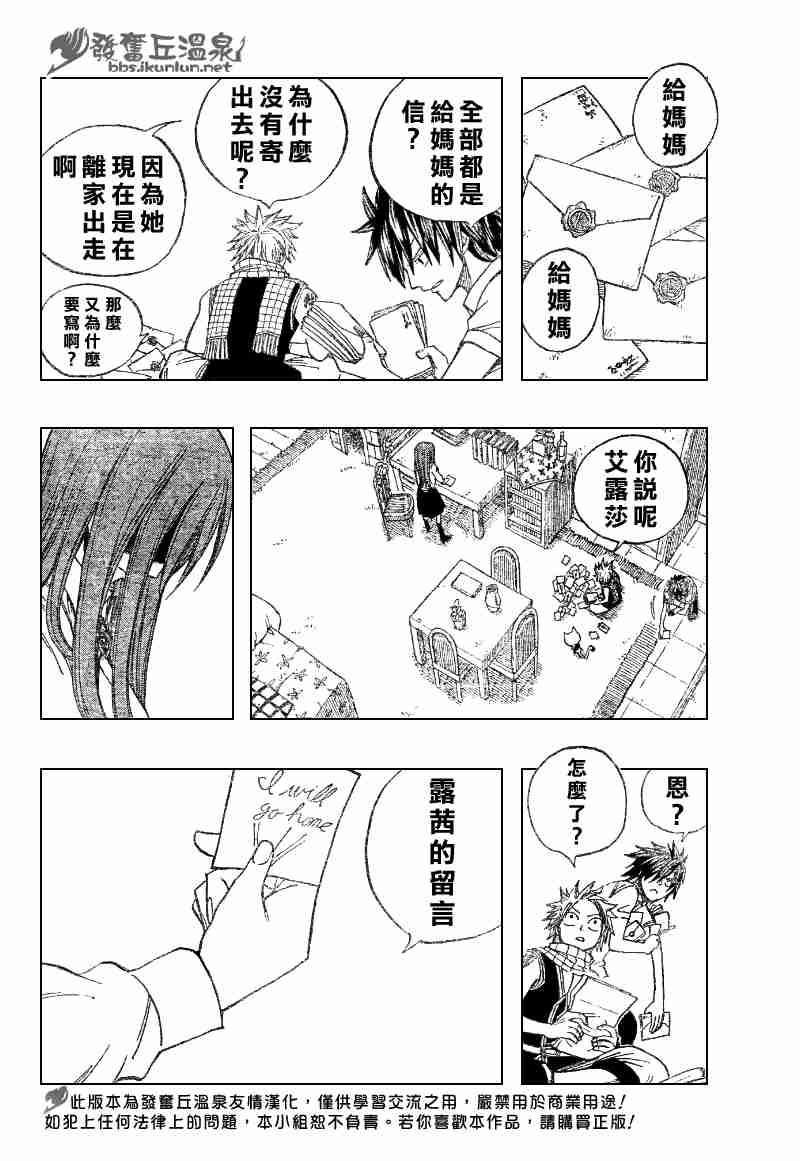 發奮丘溫泉
bbs.ikunlun.net
給媽媽
給媽媽
全部都是
給媽媽的
信？
為什麼
沒有寄
出去呢？
因為她
現在是在
離家出走
啊
那麼
又為什麼
要寫啊？
你說呢
艾露莎
恩？
怎麼了？
露茜的留言
I will
go home
此版本為發奮丘溫泉友情漢化，僅供學習交流之用，嚴禁用於商業用途！
如犯上任何法律上的問題，本小組恕不負責。若你喜歡本作品，請購買正版！